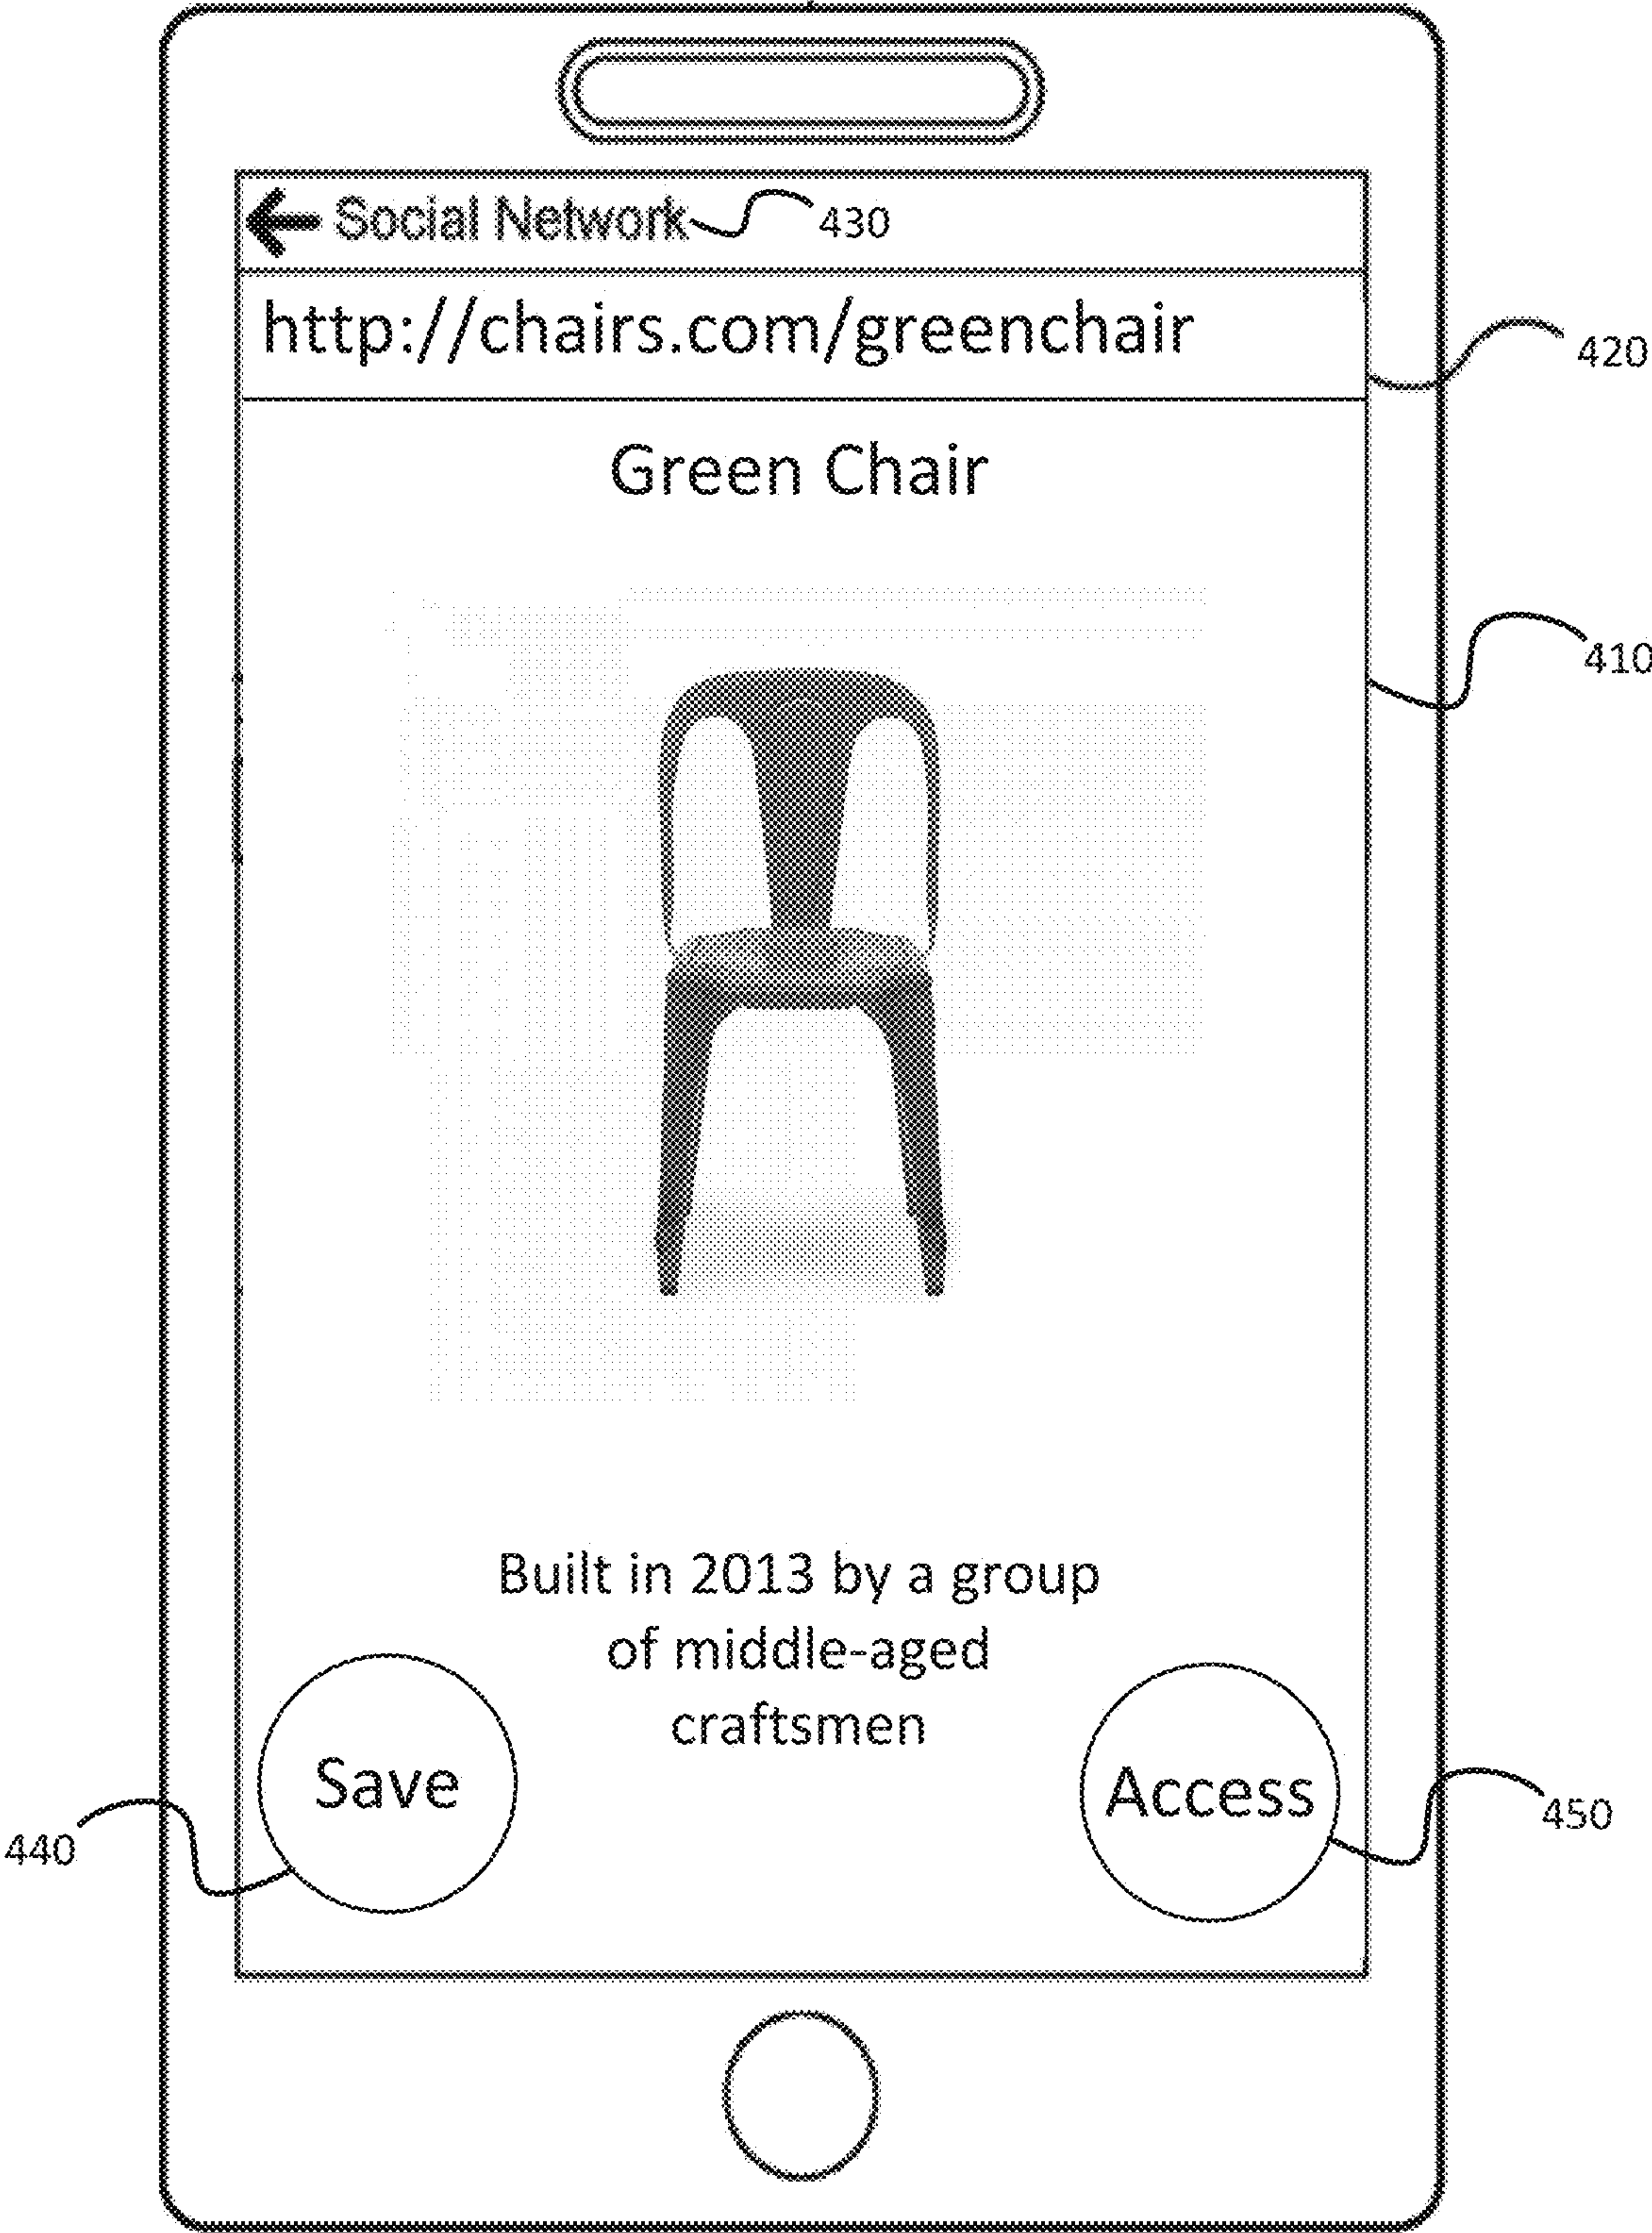 Social Network 430
http://chairs.com/greenchair
420
Green Chair
410
Built in 2013 by a group
of middle-aged
craftsmen
Save
Access
440
450